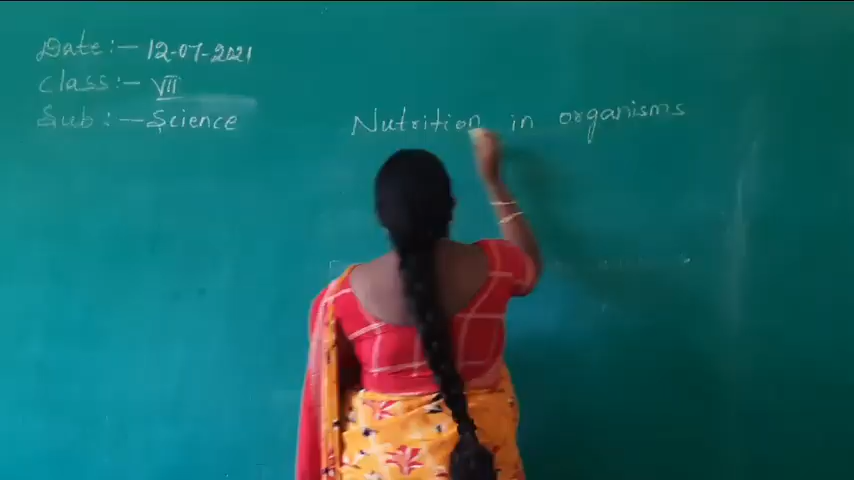 Date:- 12-07-2021
Class:- VII
Sub:- Science
Nutrition in organisms